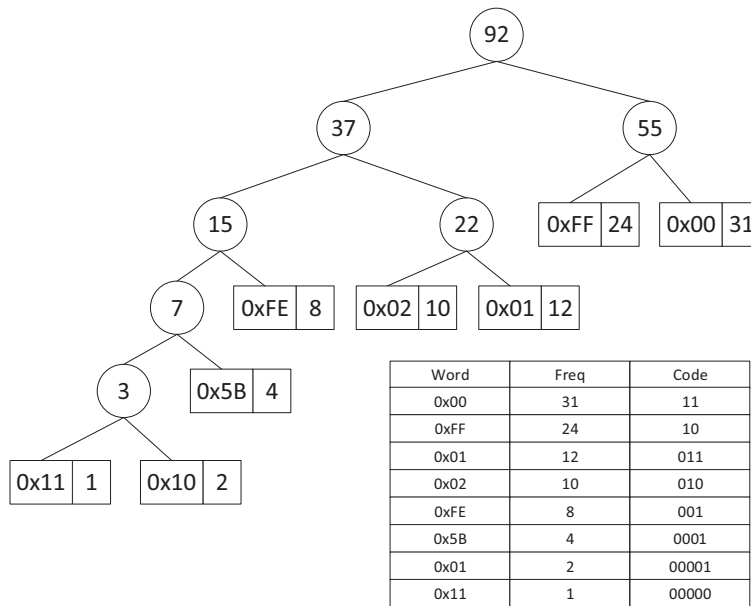 92
37
55
15
22
0xFF 24
0x00 31
7
0xFE 8
0x02 10
0x01 12
3
0x5B 4
0x11 1
0x10 2
Word Freq Code
0x00 31 11
0xFF 24 10
0x01 12 011
0x02 10 010
0xFE 8 001
0x5B 4 0001
0x01 2 00001
0x11 1 00000